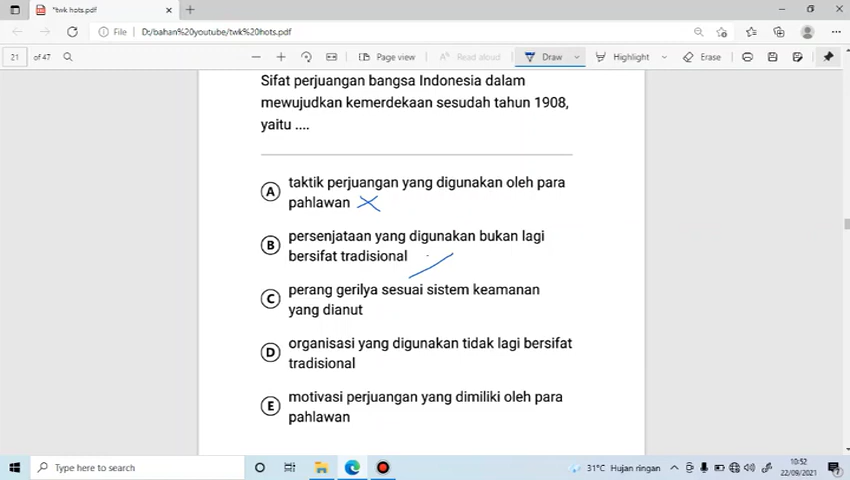 *twk hots.pdf
File
D:/bahan%20youtube/twk%20hots.pdf
21 of 47
Page view
Read aloud
Draw
Highlight
Erase
Sifat perjuangan bangsa Indonesia dalam
mewujudkan kemerdekaan sesudah tahun 1908,
yaitu ....
A taktik perjuangan yang digunakan oleh para
pahlawan
B persenjataan yang digunakan bukan lagi
bersifat tradisional
C perang gerilya sesuai sistem keamanan
yang dianut
D organisasi yang digunakan tidak lagi bersifat
tradisional
E motivasi perjuangan yang dimiliki oleh para
pahlawan
Type here to search
31°C Hujan ringan
10:52
22/09/2021